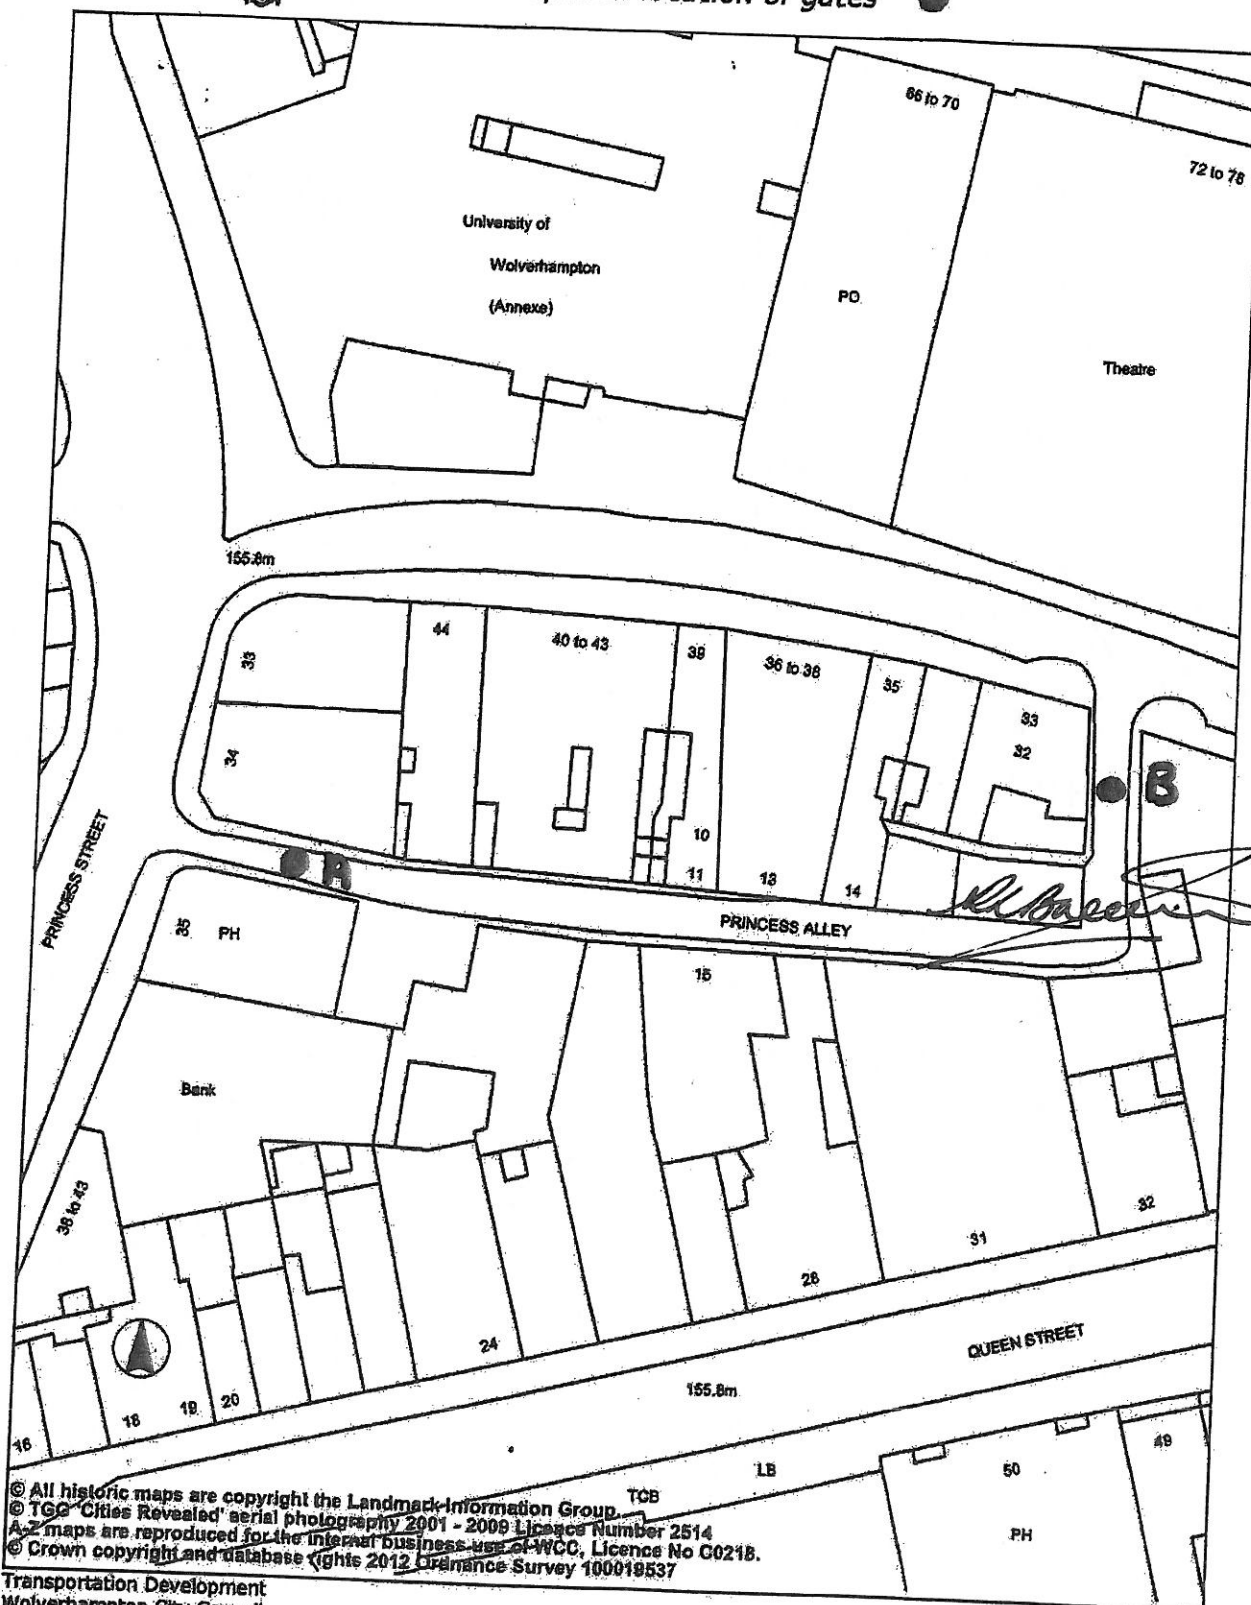 location of gates
66 to 70
72 to 78
University of
Wolverhampton
(Annexe)
PO
Theatre
155.8m
44
40 to 43
39
36 to 38
35
33
33
32
34
B
10
A
11
13
14
PRINCESS STREET
PRINCESS ALLEY
35
PH
15
Bank
38 to 43
32
31
28
24
QUEEN STREET
155.8m
20
19
18
16
49
50
LB
TCB
PH
© All historic maps are copyright the Landmark Information Group.
© TGG 'Cities Revealed' aerial photography 2001 - 2009 Licence Number 2514
A-Z maps are reproduced for the internal business use of WCC, Licence No C0218.
© Crown copyright and database rights 2012 Ordnance Survey 100019537
Transportation Development
Wolverhampton City Council